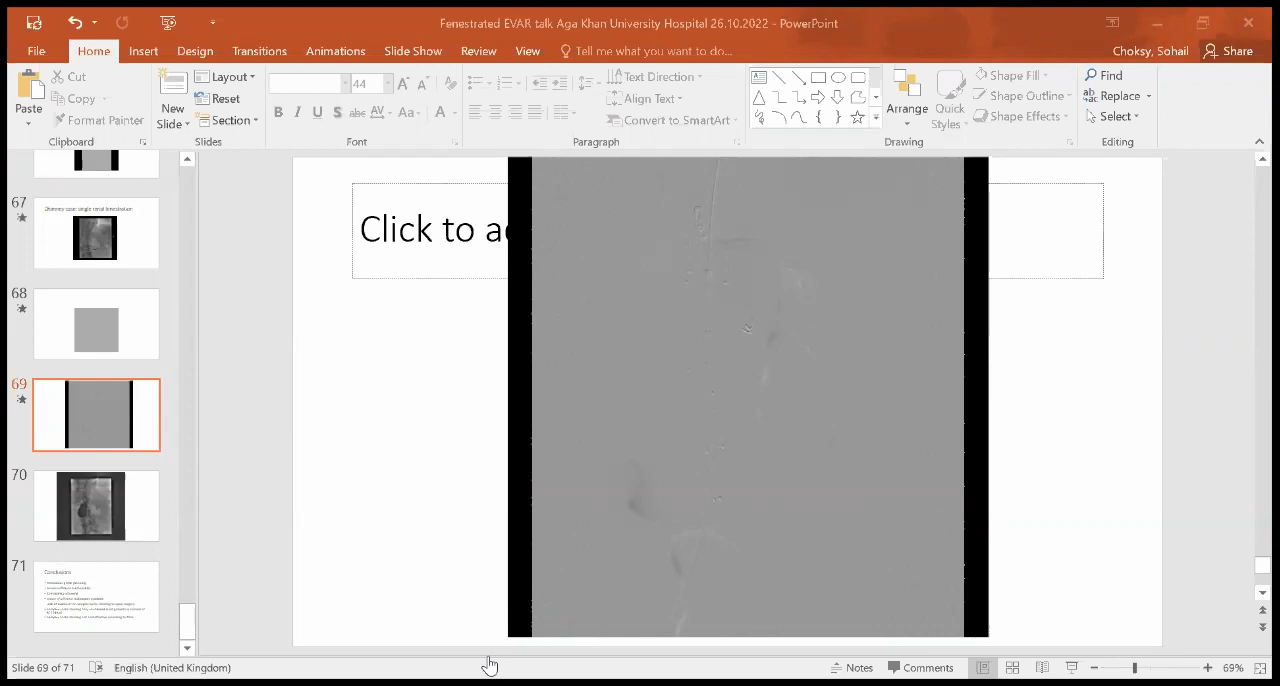 Fenestrated EVAR talk Aga Khan University Hospital 26.10.2022 - PowerPoint
File Home Insert Design Transitions Animations Slide Show Review View Tell me what you want to do... Choksy, Sohail Share
Paste Cut Copy Format Painter
New Slide Layout Reset Section
44
B I U S abc AV Aa A
Text Direction Align Text Convert to SmartArt
Arrange Quick Styles Shape Fill Shape Outline Shape Effects
Find Replace Select
Clipboard Slides Font Paragraph Drawing Editing
67
Chimney case: single renal fenestration
68
69
70
71
Conclusions
Click to ad
Slide 69 of 71 English (United Kingdom) Notes Comments 69%